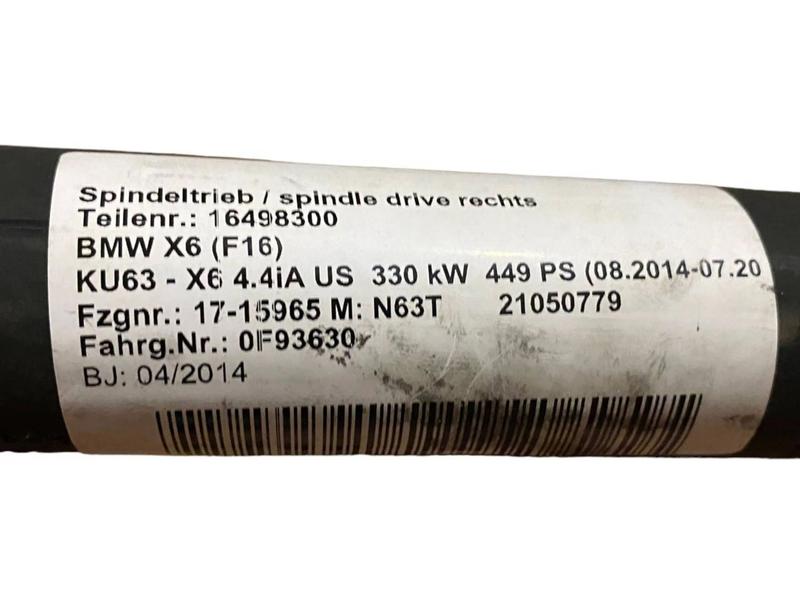 Spindeltrieb / spindle drive rechts
Teilenr.: 16498300
BMW X6 (F16)
KU63 - X6 4.4iA US 330 kW 449 PS (08.2014-07.20
Fzgnr.: 17-15965 M: N63T 21050779
Fahrg.Nr.: 0F93630
BJ: 04/2014